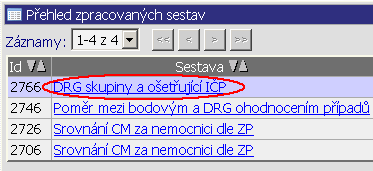 Přehled zpracovaných sestav
Záznamy: 1-4 z 4 << < > >>
Id Sestava
2766 DRG skupiny a ošetřující IČP
2746 Poměr mezi bodovým a DRG ohodnocením případů
2726 Srovnání CM za nemocnici dle ZP
2706 Srovnání CM za nemocnici dle ZP